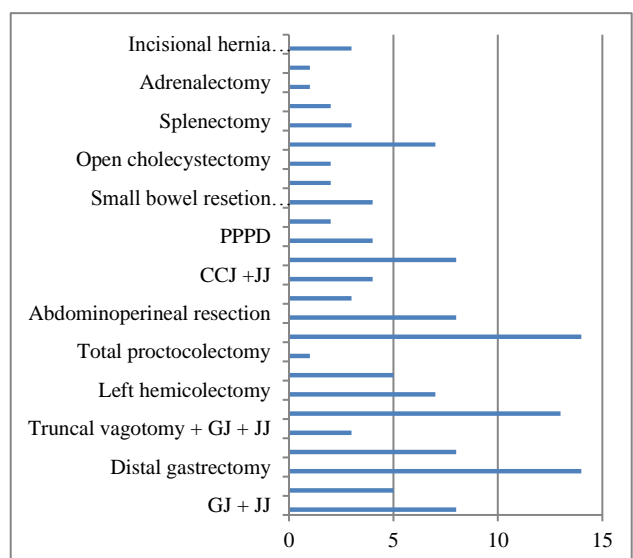 Incisional hernia…
Adrenalectomy
Splenectomy
Open cholecystectomy
Small bowel resetion…
PPPD
CCJ +JJ
Abdominoperineal resection
Total proctocolectomy
Left hemicolectomy
Truncal vagotomy + GJ + JJ
Distal gastrectomy
GJ + JJ
0 5 10 15